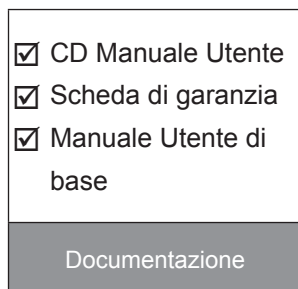 ☑ CD Manuale Utente
☑ Scheda di garanzia
☑ Manuale Utente di
base
Documentazione